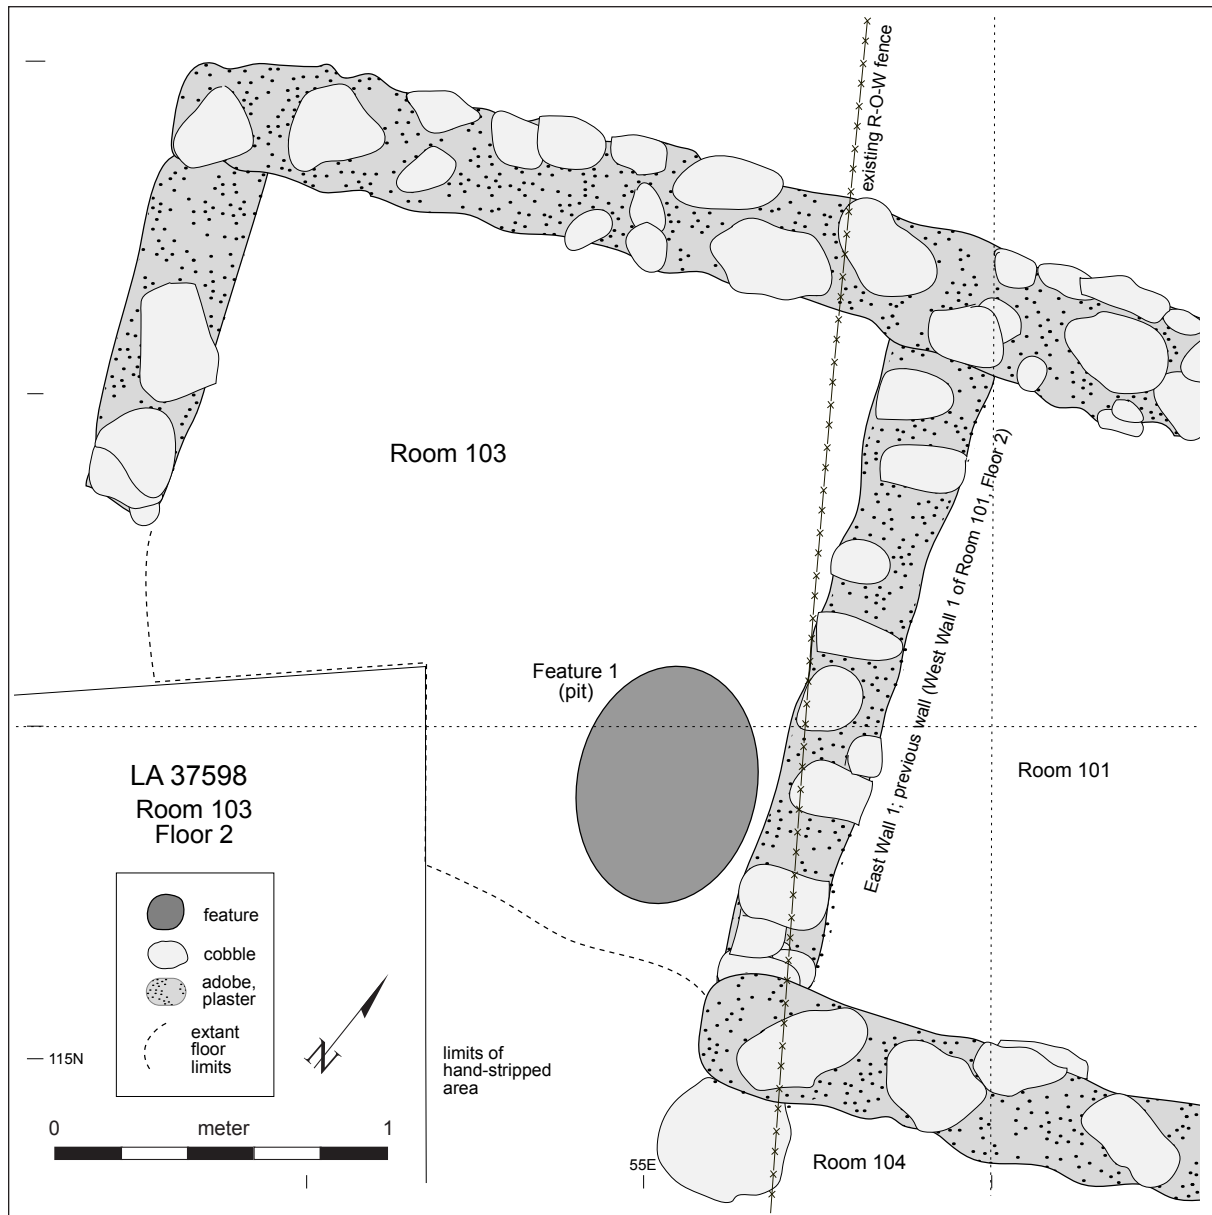 existing R-O-W fence
Room 103
East Wall 1; previous wall (West Wall 1 of Room 101, Floor 2)
Feature 1
(pit)
Room 101
LA 37598
Room 103
Floor 2
feature
cobble
adobe,
plaster
extant
floor
limits
N
115N
limits of
hand-stripped
area
0 meter 1
55E
Room 104